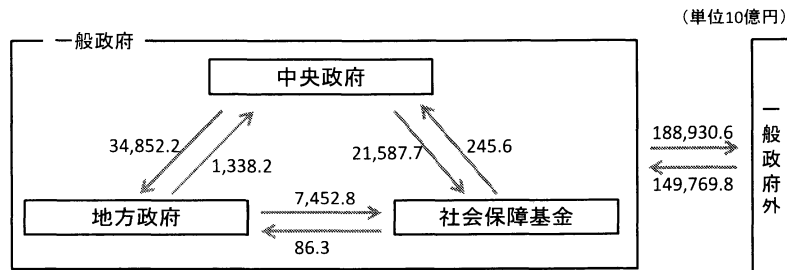 （単位10億円）
一般政府
中央政府
34,852.2
1,338.2
21,587.7
245.6
地方政府
7,452.8
86.3
社会保障基金
188,930.6
149,769.8
一般政府外